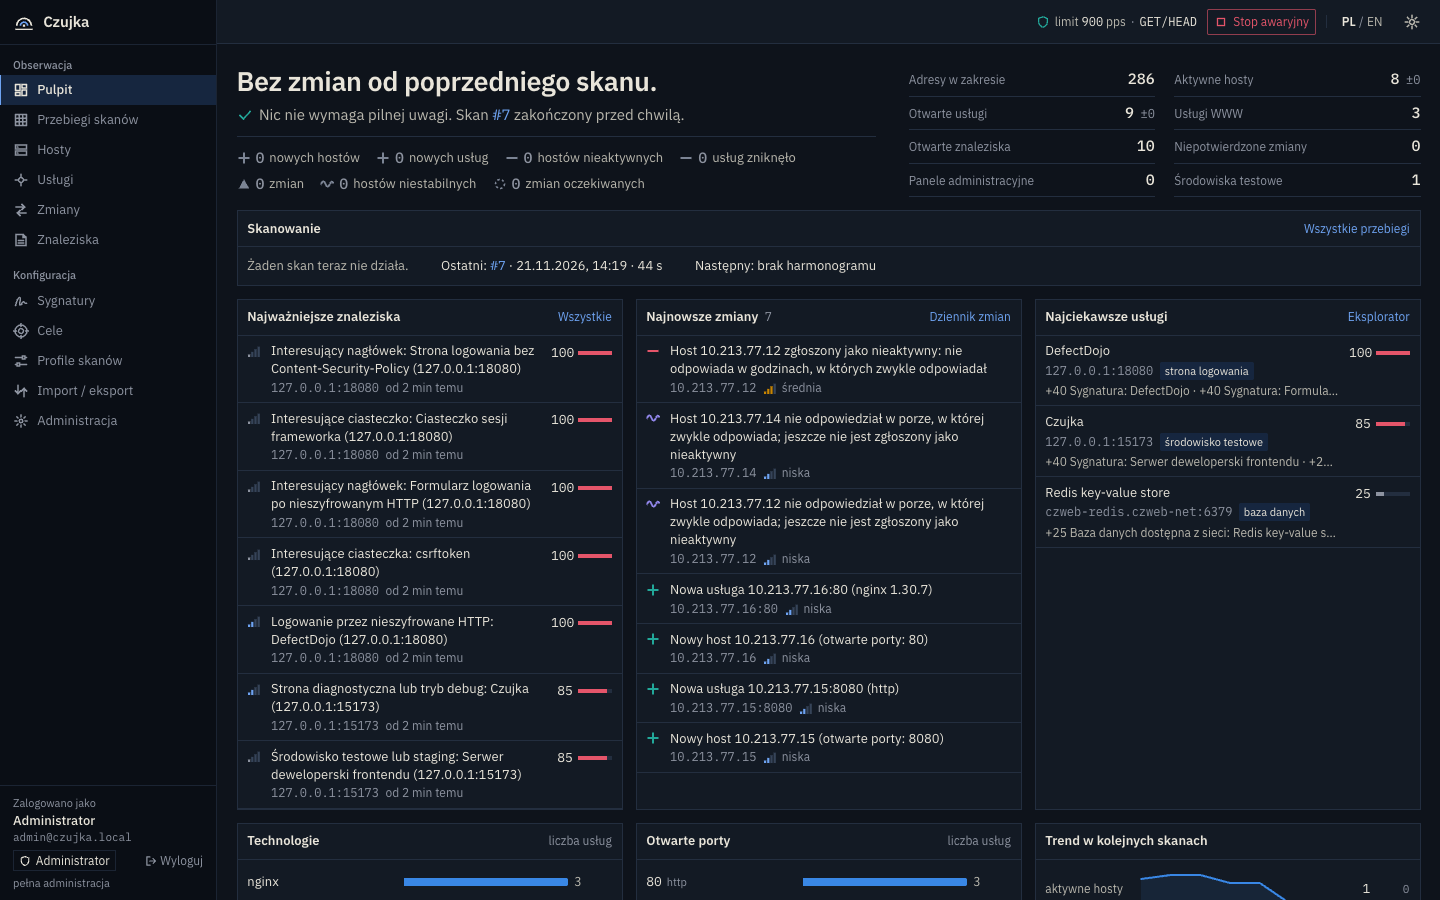 Czujka
limit 900 pps · GET/HEAD
Stop awaryjny
PL / EN
Obserwacja
Pulpit
Przebiegi skanów
Hosty
Usługi
Zmiany
Znaleziska
Konfiguracja
Sygnatury
Cele
Profile skanów
Import / eksport
Administracja
Zalogowano jako
Administrator
admin@czujka.local
Administrator
Wyloguj
pełna administracja
Bez zmian od poprzedniego skanu.
Nic nie wymaga pilnej uwagi. Skan #7 zakończony przed chwilą.
0 nowych hostów
0 nowych usług
0 hostów nieaktywnych
0 usług zniknęło
0 zmian
0 hostów niestabilnych
0 zmian oczekiwanych
Adresy w zakresie 286
Aktywne hosty 8 ±0
Otwarte usługi 9 ±0
Usługi WWW 3
Otwarte znaleziska 10
Niepotwierdzone zmiany 0
Panele administracyjne 0
Środowiska testowe 1
Skanowanie
Wszystkie przebiegi
Żaden skan teraz nie działa.
Ostatni: #7 · 21.11.2026, 14:19 · 44 s
Następny: brak harmonogramu
Najważniejsze znaleziska
Wszystkie
Interesujący nagłówek: Strona logowania bez
Content-Security-Policy (127.0.0.1:18080)
100
127.0.0.1:18080 od 2 min temu
Interesujące ciasteczko: Ciasteczko sesji
frameworka (127.0.0.1:18080)
100
127.0.0.1:18080 od 2 min temu
Interesujący nagłówek: Formularz logowania
po nieszyfrowanym HTTP (127.0.0.1:18080)
100
127.0.0.1:18080 od 2 min temu
Interesujące ciasteczka: csrftoken
(127.0.0.1:18080)
100
127.0.0.1:18080 od 2 min temu
Logowanie przez nieszyfrowane HTTP:
DefectDojo (127.0.0.1:18080)
100
127.0.0.1:18080 od 2 min temu
Strona diagnostyczna lub tryb debug: Czujka
(127.0.0.1:15173)
85
127.0.0.1:15173 od 2 min temu
Środowisko testowe lub staging: Serwer
deweloperski frontendu (127.0.0.1:15173)
85
127.0.0.1:15173 od 2 min temu
Najnowsze zmiany 7
Dziennik zmian
Host 10.213.77.12 zgłoszony jako nieaktywny: nie
odpowiada w godzinach, w których zwykle odpowiadał
10.213.77.12 średnia
Host 10.213.77.14 nie odpowiedział w porze, w której
zwykle odpowiada; jeszcze nie jest zgłoszony jako
nieaktywny
10.213.77.14 niska
Host 10.213.77.12 nie odpowiedział w porze, w której
zwykle odpowiada; jeszcze nie jest zgłoszony jako
nieaktywny
10.213.77.12 niska
Nowa usługa 10.213.77.16:80 (nginx 1.30.7)
10.213.77.16:80 niska
Nowy host 10.213.77.16 (otwarte porty: 80)
10.213.77.16 niska
Nowa usługa 10.213.77.15:8080 (http)
10.213.77.15:8080 niska
Nowy host 10.213.77.15 (otwarte porty: 8080)
10.213.77.15 niska
Najciekawsze usługi
Eksplorator
DefectDojo
100
127.0.0.1:18080 strona logowania
+40 Sygnatura: DefectDojo · +40 Sygnatura: Formula...
Czujka
85
127.0.0.1:15173 środowisko testowe
+40 Sygnatura: Serwer deweloperski frontendu · +2...
Redis key-value store
25
czweb-redis.czweb-net:6379 baza danych
+25 Baza danych dostępna z sieci: Redis key-value s...
Technologie
liczba usług
nginx 3
Otwarte porty
liczba usług
80 http 3
Trend w kolejnych skanach
aktywne hosty 1 0